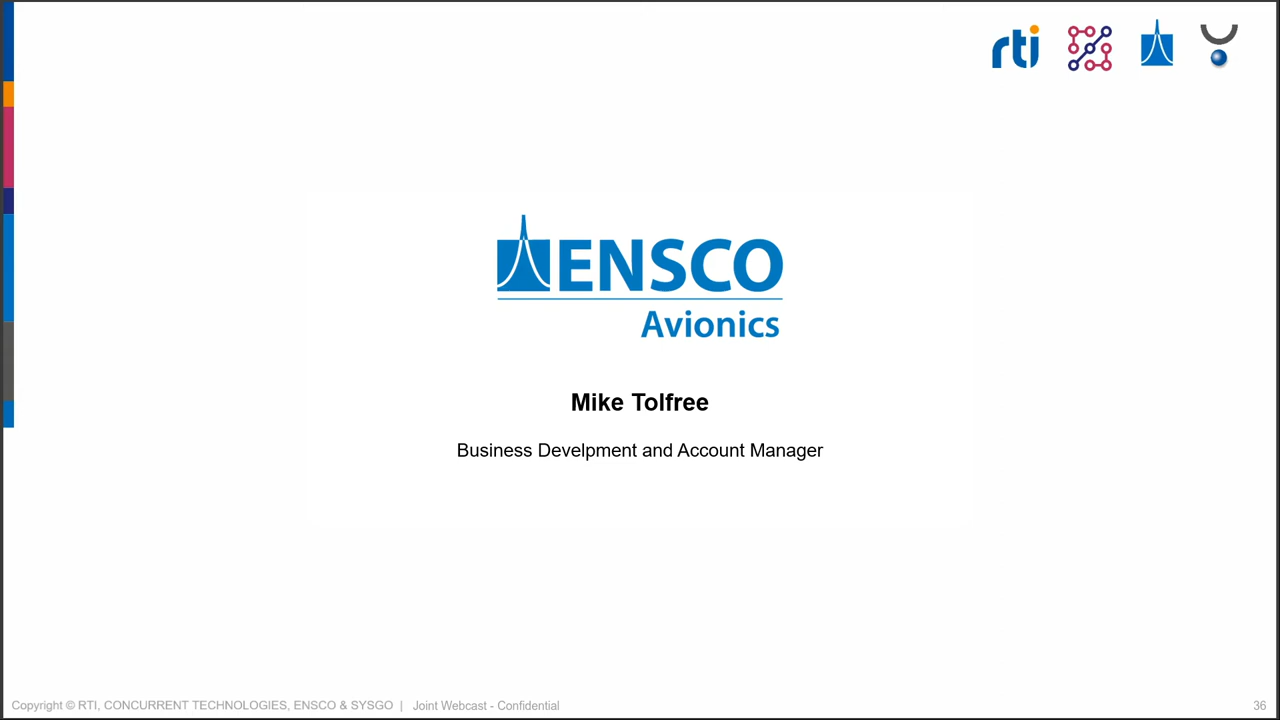 rti
ENSCO
Avionics
Mike Tolfree
Business Develpment and Account Manager
Copyright © RTI, CONCURRENT TECHNOLOGIES, ENSCO & SYSGO | Joint Webcast - Confidential
36